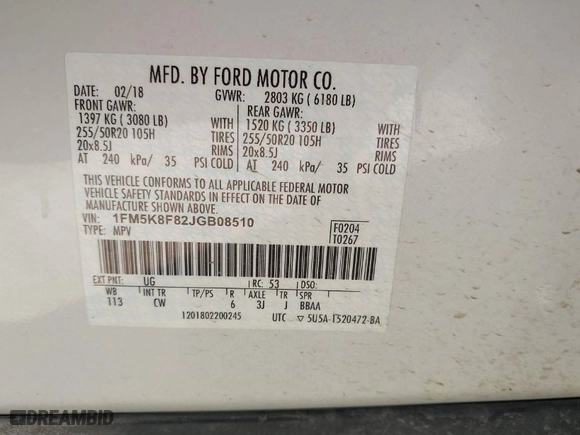 MFD. BY FORD MOTOR CO.
DATE: 02/18 GVWR: 2803 KG ( 6180 LB)
FRONT GAWR: REAR GAWR:
1397 KG ( 3080 LB) WITH 1520 KG ( 3350 LB) WITH
255/50R20 105H TIRES 255/50R20 105H TIRES
20x8.5J RIMS 20x8.5J RIMS
AT 240 kPa/ 35 PSI COLD AT 240 kPa/ 35 PSI COLD
THIS VEHICLE CONFORMS TO ALL APPLICABLE FEDERAL MOTOR
VEHICLE SAFETY STANDARDS IN EFFECT ON THE DATE OF
MANUFACTURE SHOWN ABOVE.
VIN: 1FM5K8F82JGB08510 F0204
TYPE: MPV T0267
EXT PNT: UG RC: 53 DSO:
WB INT TR TP/PS R AXLE TR SPR
113 CW 6 3J J BBAA
1201802200245 UTC ▽ 5U5A-1520472-BA
DREAMBID